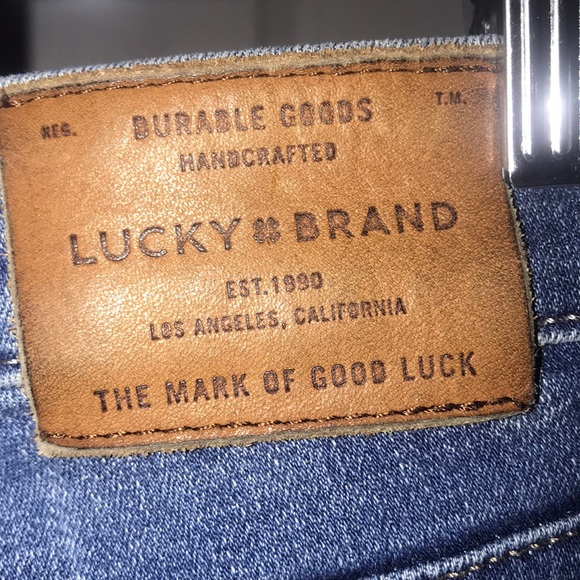 REG. DURABLE GOODS T.M.
HANDCRAFTED
LUCKY BRAND
EST.1990
LOS ANGELES, CALIFORNIA
THE MARK OF GOOD LUCK